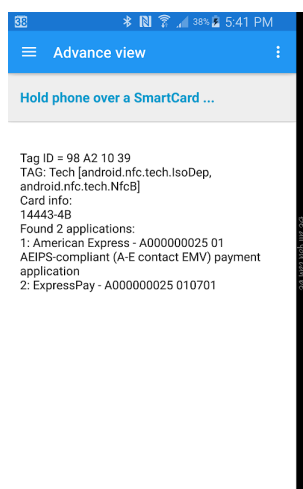 38 38% 5:41 PM
Advance view
Hold phone over a SmartCard ...
Tag ID = 98 A2 10 39
TAG: Tech [android.nfc.tech.IsoDep,
android.nfc.tech.NfcB]
Card info:
14443-4B
Found 2 applications:
1: American Express - A000000025 01
AEIPS-compliant (A-E contact EMV) payment
application
2: ExpressPay - A000000025 010701